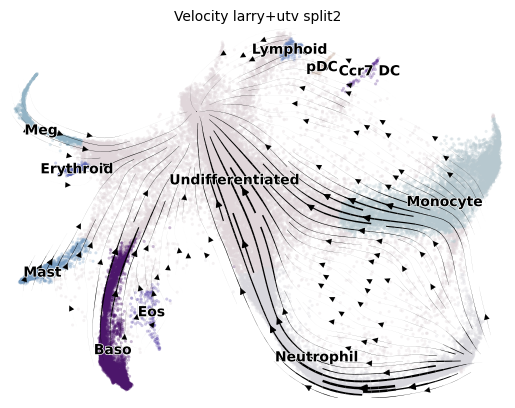 Velocity larry+utv split2
Lymphoid
pDC
Ccr7 DC
Meg
Erythroid
Undifferentiated
Monocyte
Mast
Eos
Baso
Neutrophil